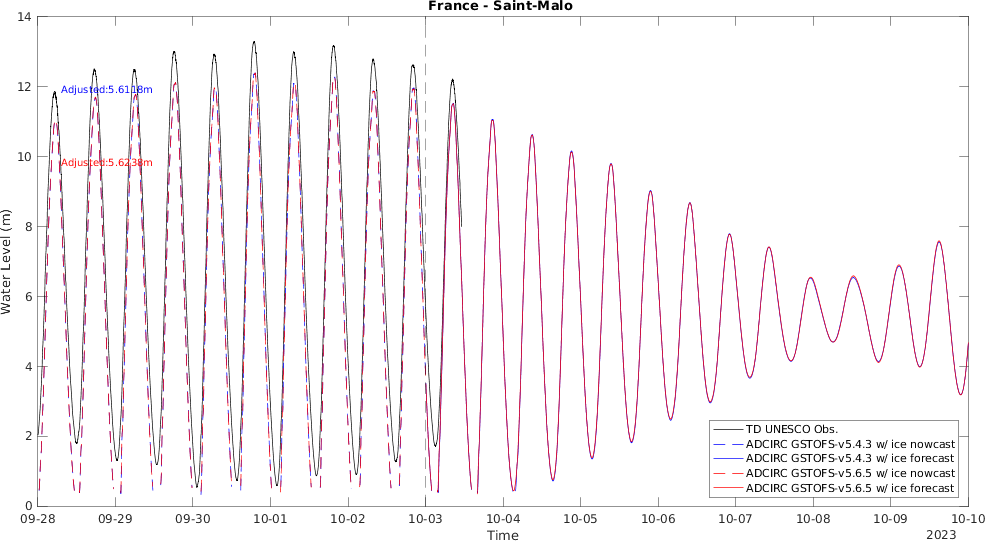 France - Saint-Malo
14
12
10
8
6
4
2
0
Water Level (m)
Adjusted:5.6118m
Adjusted:5.6238m
TD UNESCO Obs.
ADCIRC GSTOFS-v5.4.3 w/ ice nowcast
ADCIRC GSTOFS-v5.4.3 w/ ice forecast
ADCIRC GSTOFS-v5.6.5 w/ ice nowcast
ADCIRC GSTOFS-v5.6.5 w/ ice forecast
09-28 09-29 09-30 10-01 10-02 10-03 10-04 10-05 10-06 10-07 10-08 10-09 10-10
Time
2023